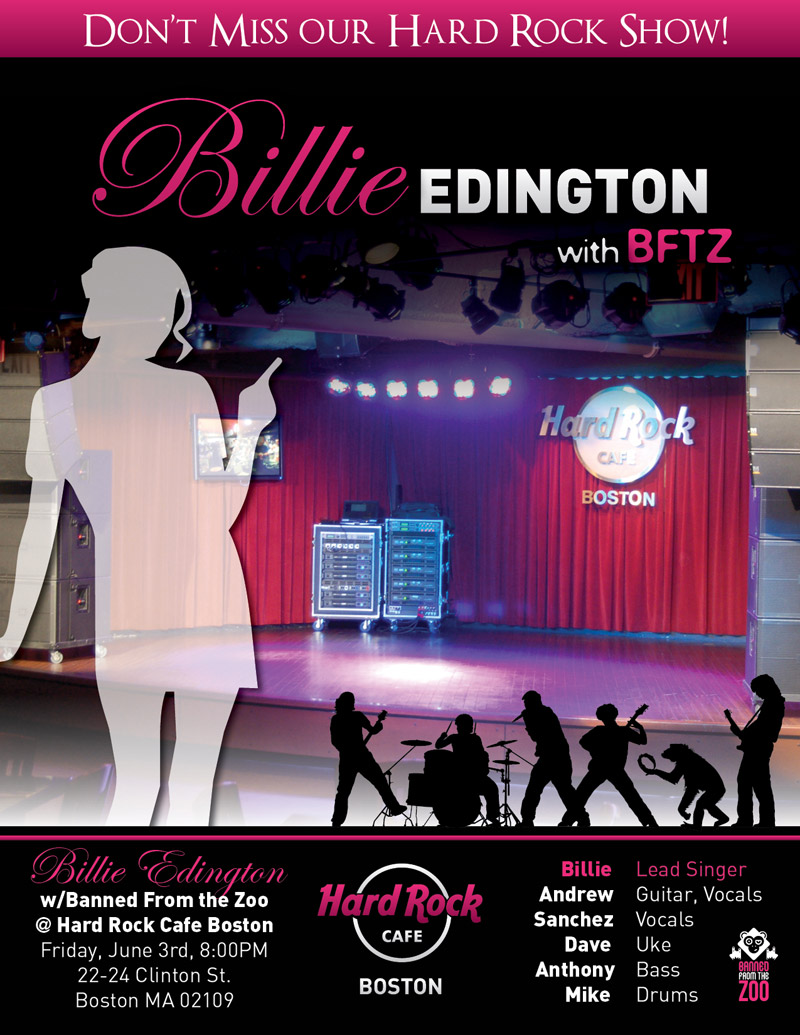 DON'T MISS OUR HARD ROCK SHOW!
Billie EDINGTON
with BFTZ
EXIT
Hard Rock
CAFE
BOSTON
Billie Edington
w/Banned From the Zoo
@ Hard Rock Cafe Boston
Friday, June 3rd, 8:00PM
22-24 Clinton St.
Boston MA 02109
Hard Rock
CAFE
BOSTON
Billie Lead Singer
Andrew Guitar, Vocals
Sanchez Vocals
Dave Uke
Anthony Bass
Mike Drums
BANNED
FROM THE
ZOO